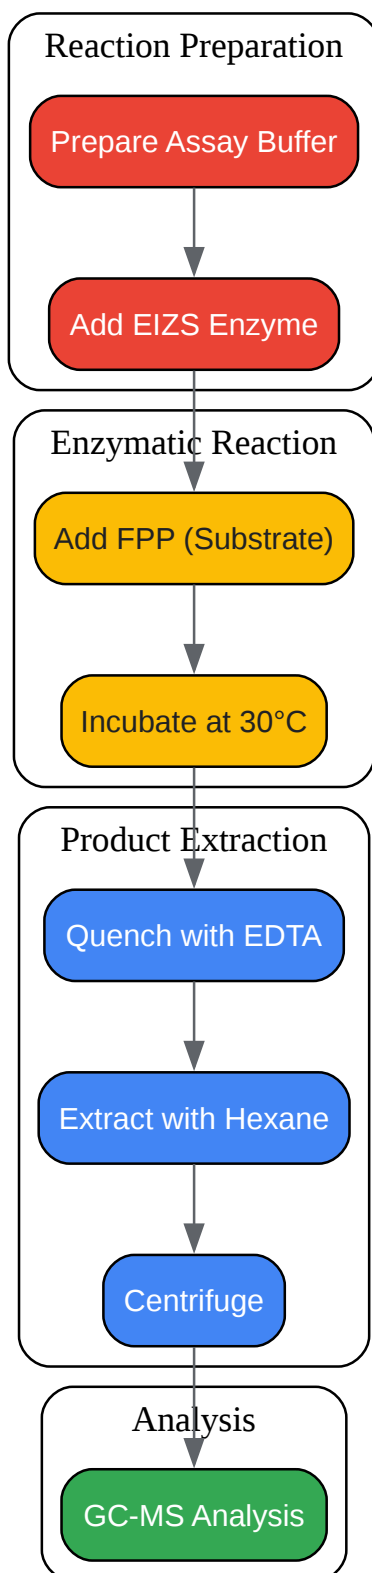 Reaction Preparation
Prepare Assay Buffer
Add EIZS Enzyme
Enzymatic Reaction
Add FPP (Substrate)
Incubate at 30°C
Product Extraction
Quench with EDTA
Extract with Hexane
Centrifuge
Analysis
GC-MS Analysis